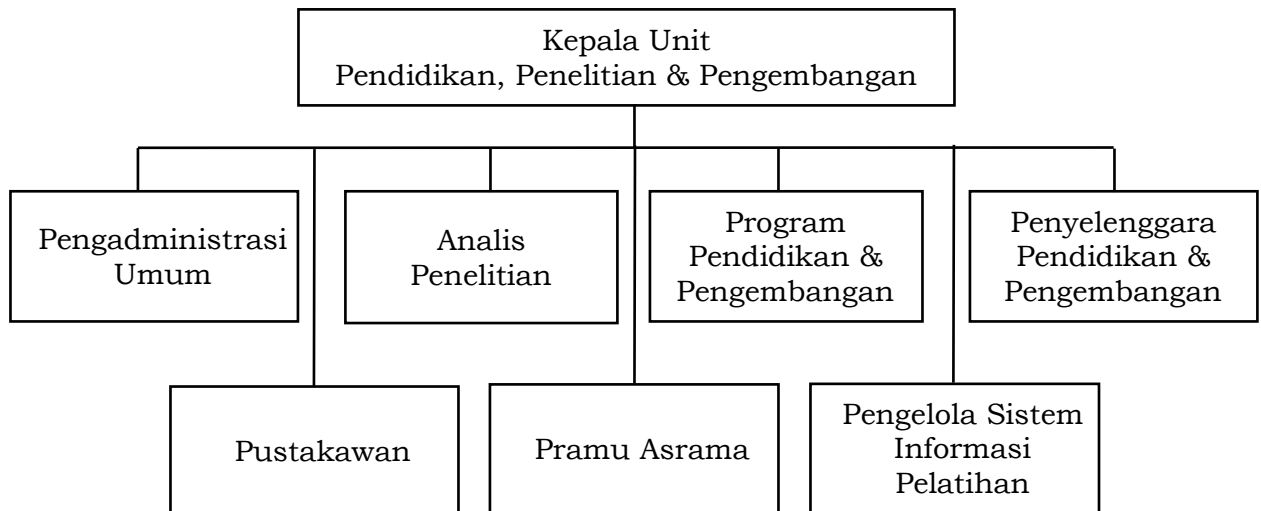 Kepala Unit
Pendidikan, Penelitian & Pengembangan
Pengadministrasi
Umum
Analis
Penelitian
Program
Pendidikan &
Pengembangan
Penyelenggara
Pendidikan &
Pengembangan
Pustakawan
Pramu Asrama
Pengelola Sistem
Informasi
Pelatihan